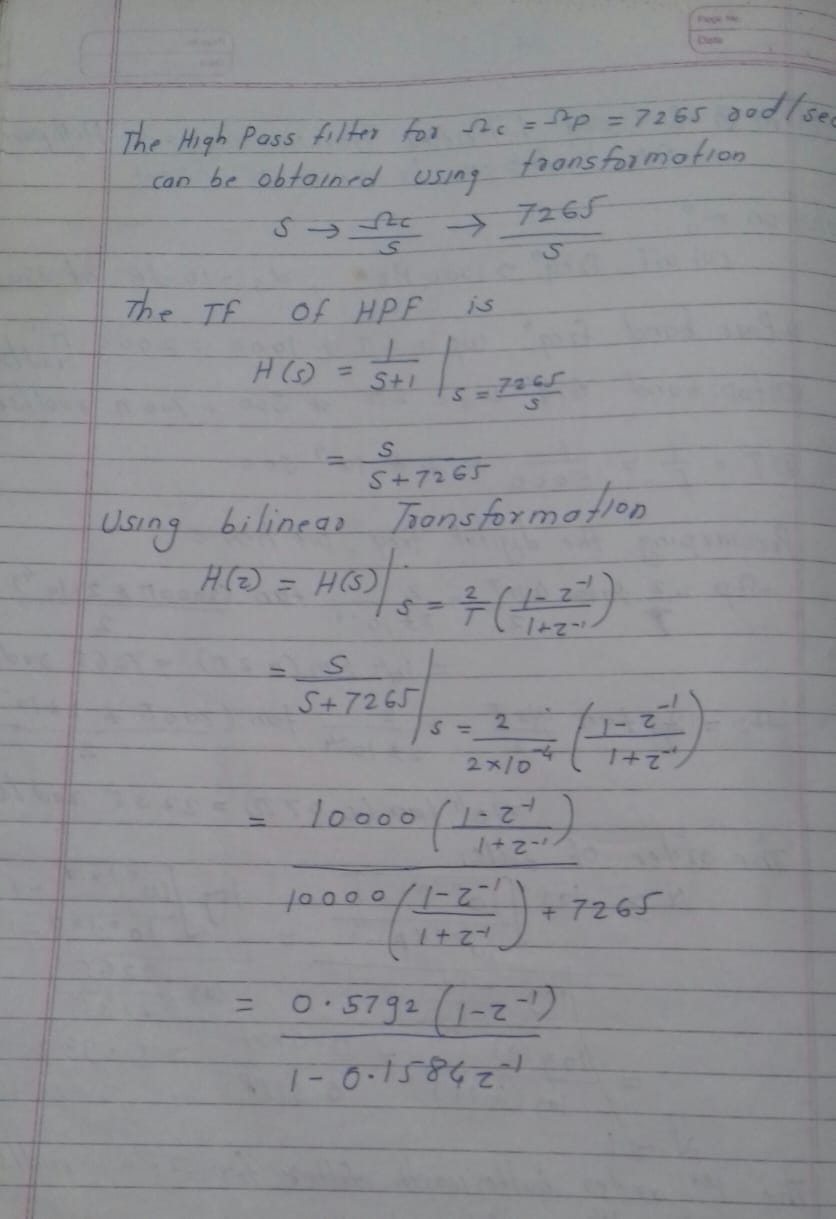 Page No.
Date
The High Pass filter for Ωc = Ωp = 7265 rad/sec
can be obtained using transformation
S → Ωc/S → 7265/S
The TF Of HPF is
H(s) = 1/(S+1) | s = 7265/s
= S/(S+7265)
Using bilinear Transformation
H(z) = H(s) | s = 2/T ((1-z⁻¹)/(1+z⁻¹))
= S/(S+7265) | s = 2/(2×10⁻⁴) ((1-z⁻¹)/(1+z⁻¹))
= 10000 ((1-z⁻¹)/(1+z⁻¹))
10000 ((1-z⁻¹)/(1+z⁻¹)) + 7265
= 0.5792 (1-z⁻¹)
1-0.1584z⁻¹